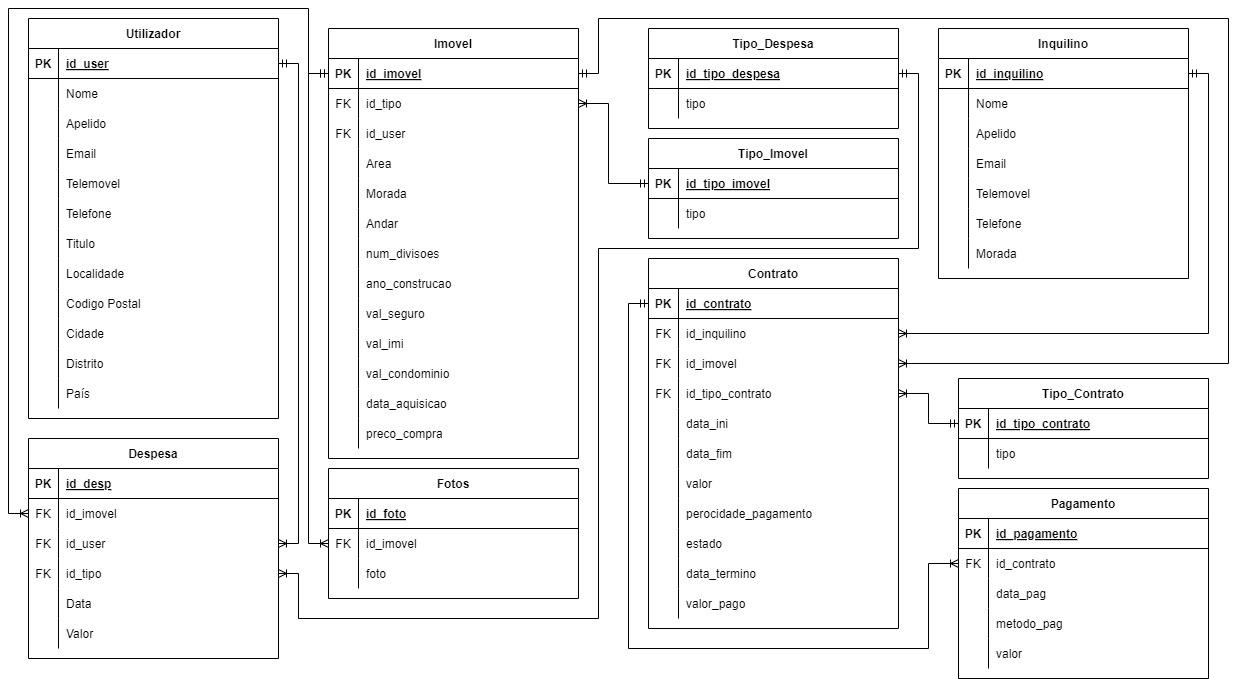 Utilizador
PK id_user
Nome
Apelido
Email
Telemovel
Telefone
Titulo
Localidade
Codigo Postal
Cidade
Distrito
País
Despesa
PK id_desp
FK id_imovel
FK id_user
FK id_tipo
Data
Valor
Imovel
PK id_imovel
FK id_tipo
FK id_user
Area
Morada
Andar
num_divisoes
ano_construcao
val_seguro
val_imi
val_condominio
data_aquisicao
preco_compra
Fotos
PK id_foto
FK id_imovel
foto
Tipo_Despesa
PK id_tipo_despesa
tipo
Tipo_Imovel
PK id_tipo_imovel
tipo
Contrato
PK id_contrato
FK id_inquilino
FK id_imovel
FK id_tipo_contrato
data_ini
data_fim
valor
perocidade_pagamento
estado
data_termino
valor_pago
Inquilino
PK id_inquilino
Nome
Apelido
Email
Telemovel
Telefone
Morada
Tipo_Contrato
PK id_tipo_contrato
tipo
Pagamento
PK id_pagamento
FK id_contrato
data_pag
metodo_pag
valor